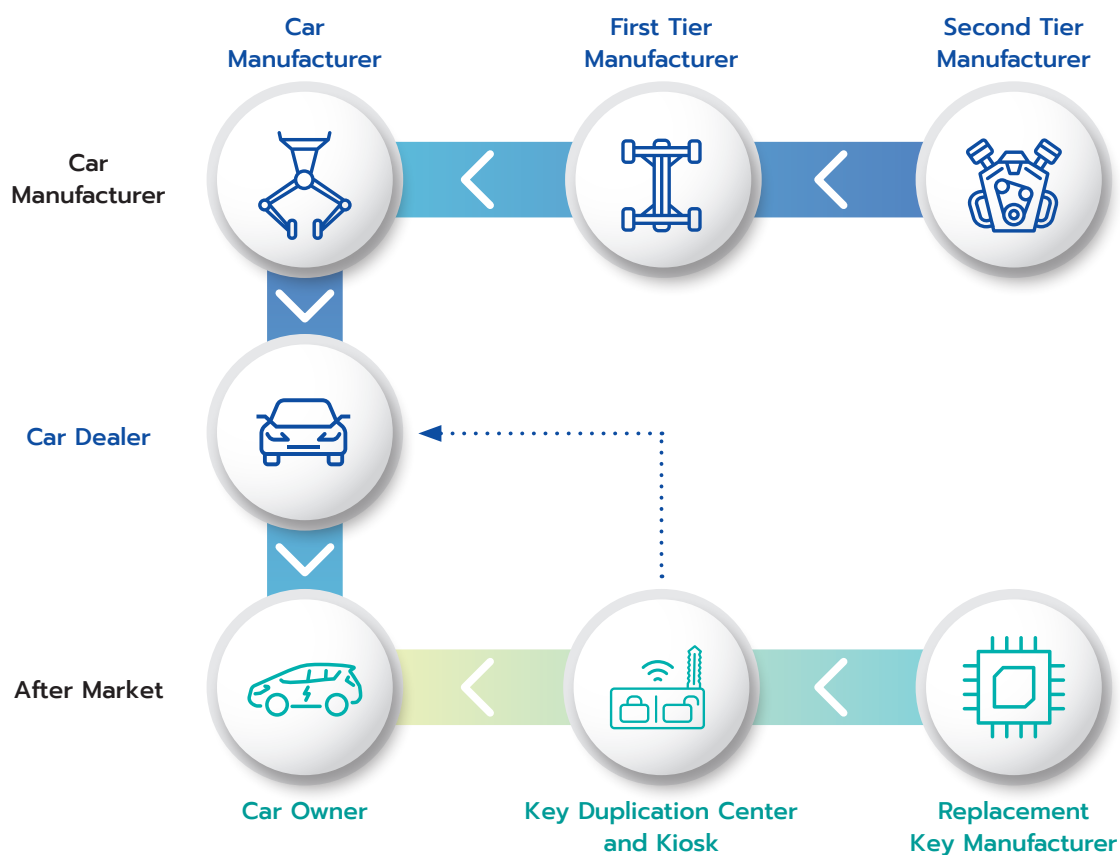 Car
Manufacturer
First Tier
Manufacturer
Second Tier
Manufacturer
Car
Manufacturer
Car Dealer
After Market
Car Owner
Key Duplication Center
and Kiosk
Replacement
Key Manufacturer